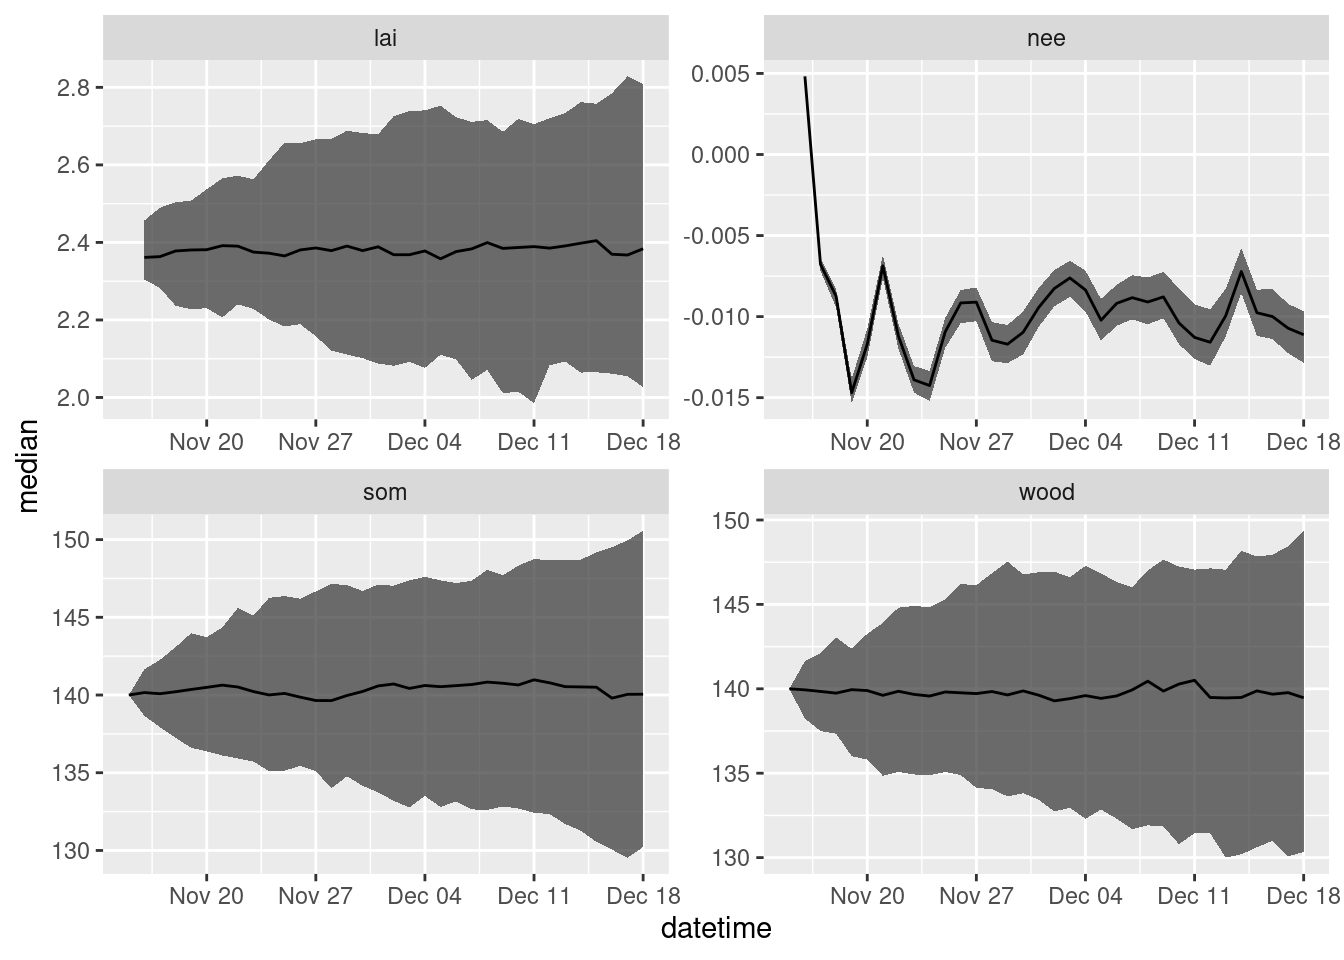 lai
nee
2.8
2.6
2.4
2.2
2.0
0.005
0.000
-0.005
-0.010
-0.015
Nov 20 Nov 27 Dec 04 Dec 11 Dec 18
Nov 20 Nov 27 Dec 04 Dec 11 Dec 18
median
som
wood
150
145
140
135
130
150
145
140
135
130
Nov 20 Nov 27 Dec 04 Dec 11 Dec 18
Nov 20 Nov 27 Dec 04 Dec 11 Dec 18
datetime